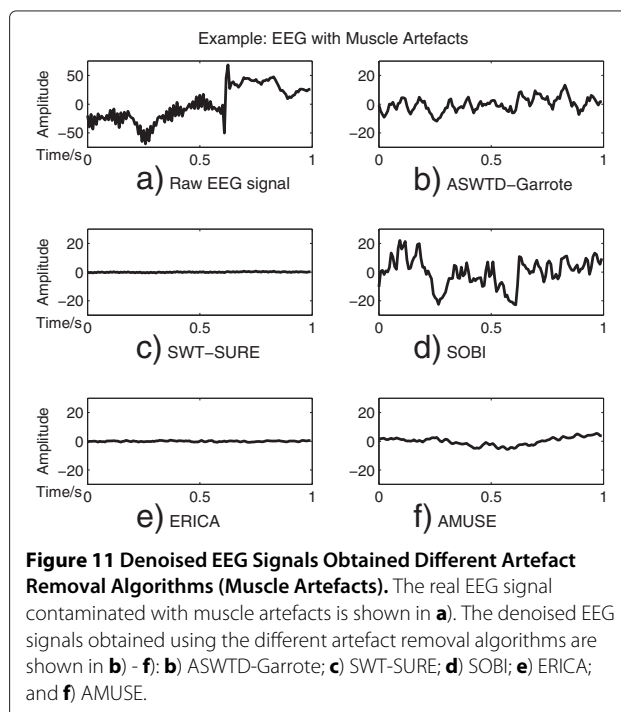 Example: EEG with Muscle Artefacts
Amplitude
50
0
−50
Time/s
0.5
1
a) Raw EEG signal
20
0
−20
0
0.5
1
b) ASWTD−Garrote
Amplitude
20
0
−20
Time/s
0.5
1
c) SWT−SURE
20
0
−20
0
0.5
1
d) SOBI
Amplitude
20
0
−20
Time/s
0
0.5
1
e) ERICA
20
0
−20
0
0.5
1
f) AMUSE
Figure 11 Denoised EEG Signals Obtained Different Artefact
Removal Algorithms (Muscle Artefacts). The real EEG signal
contaminated with muscle artefacts is shown in a). The denoised EEG
signals obtained using the different artefact removal algorithms are
shown in b) - f): b) ASWTD-Garrote; c) SWT-SURE; d) SOBI; e) ERICA;
and f) AMUSE.